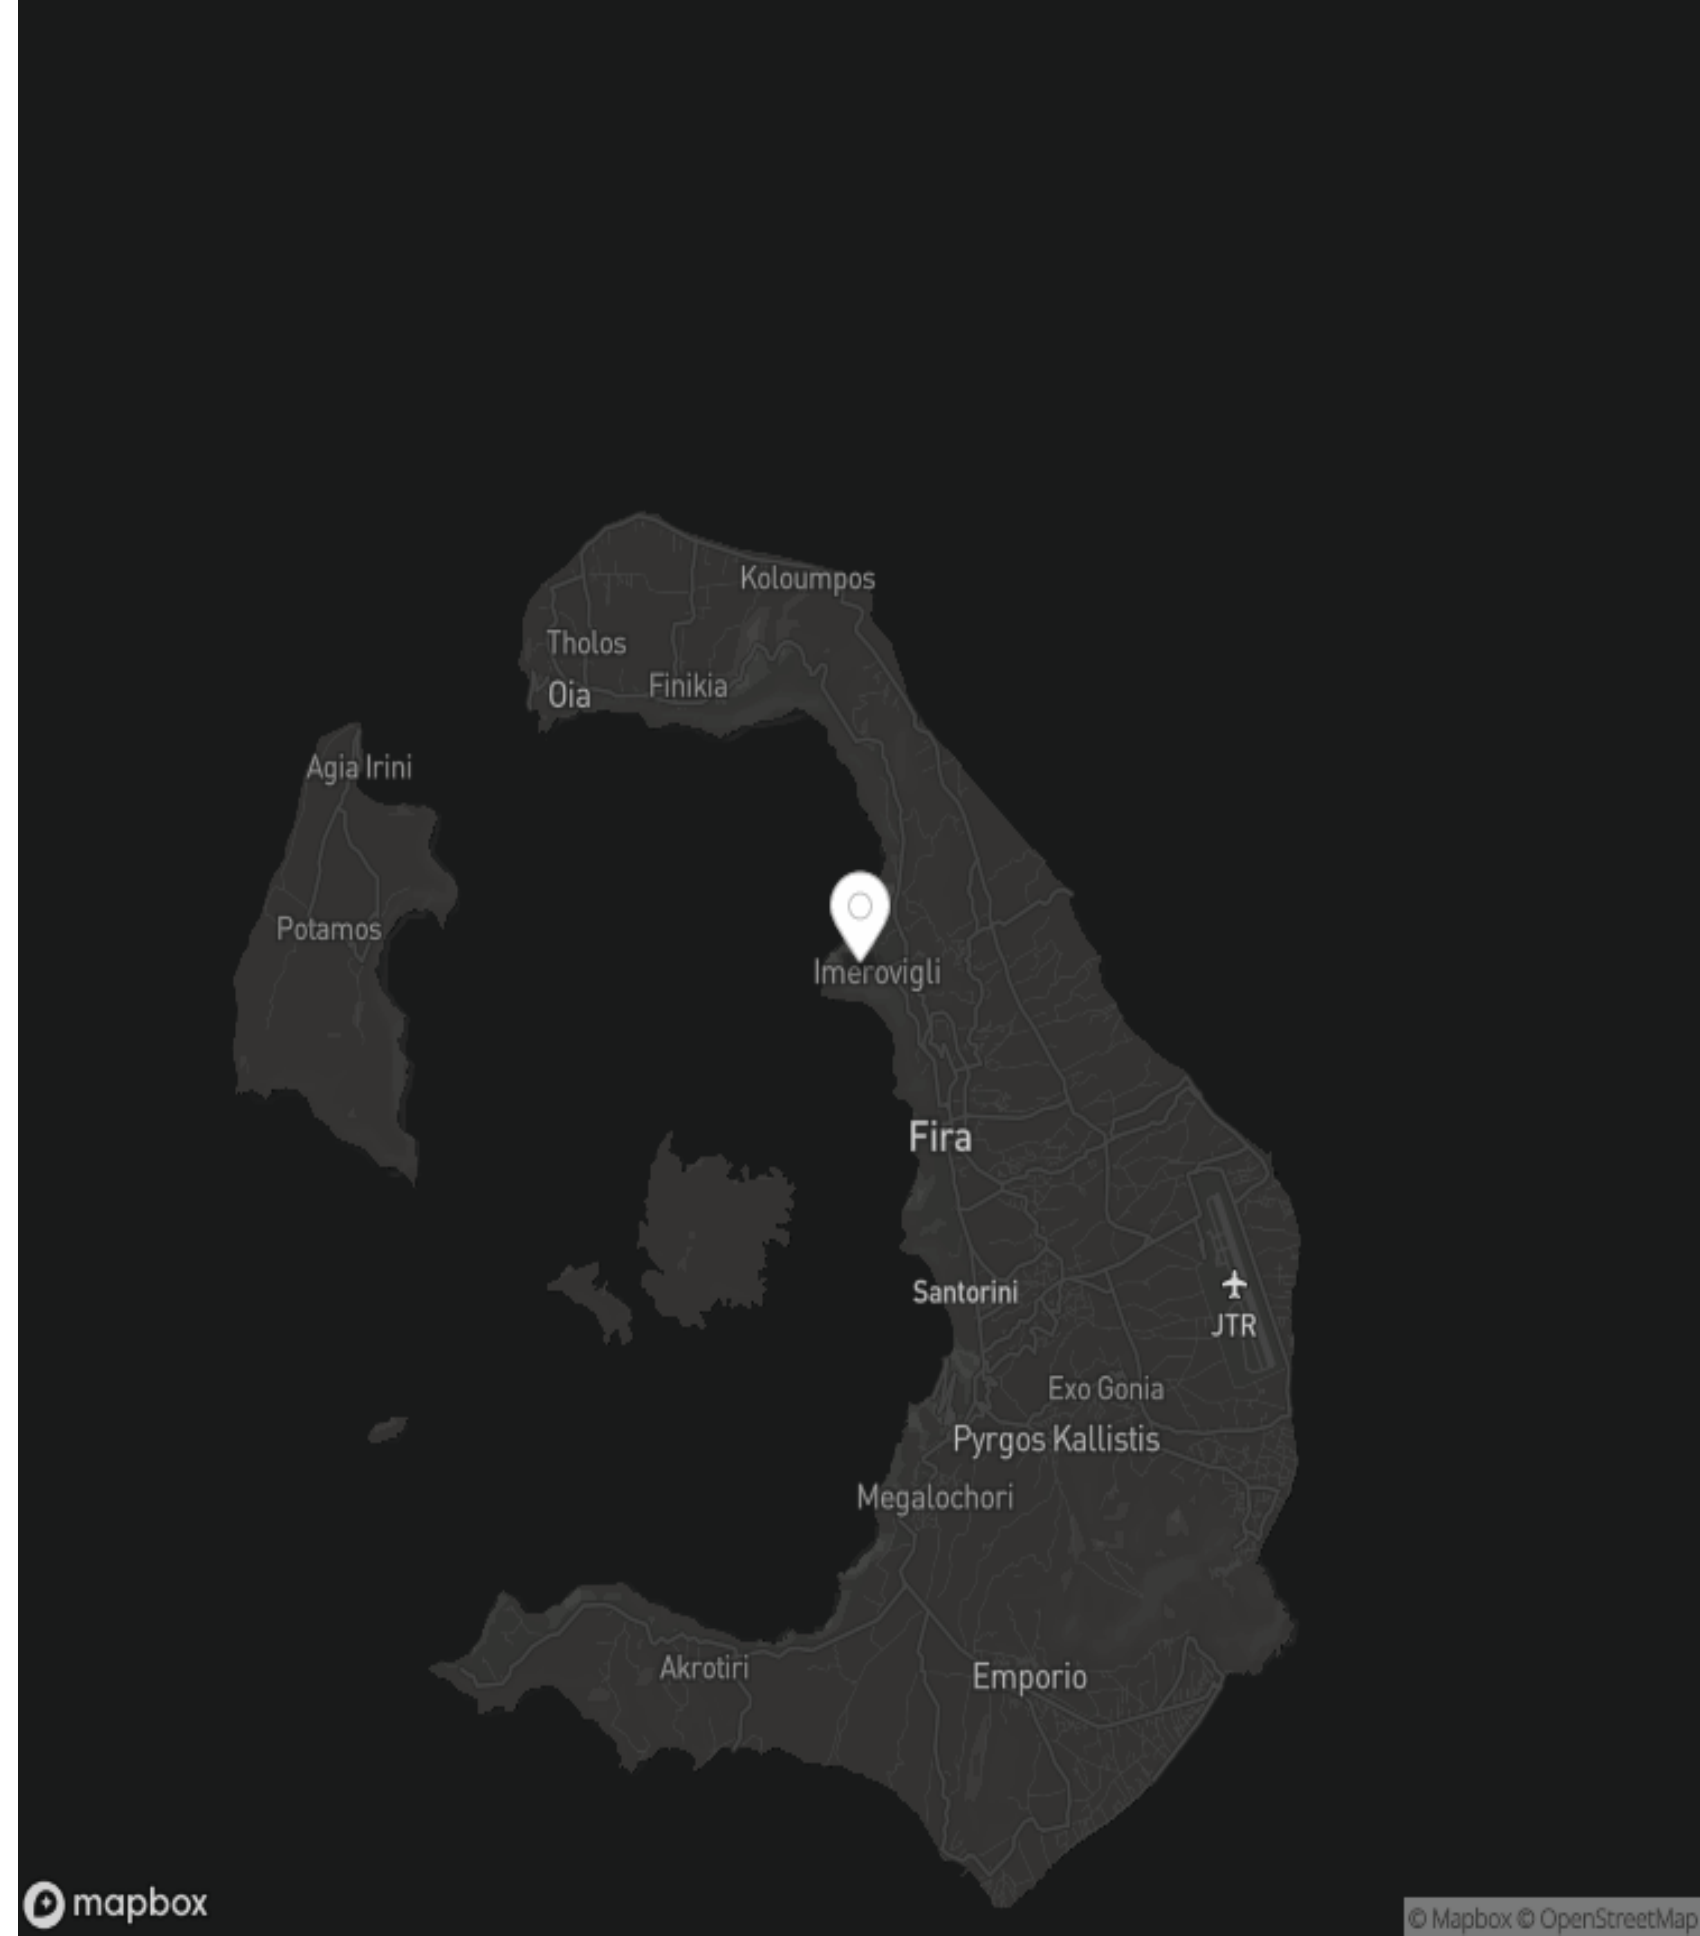 Koloumpos
Tholos
Finikia
Oia
Agia Irini
Potamos
Imerovigli
Fira
Santorini
JTR
Exo Gonia
Pyrgos Kallistis
Megalochori
Akrotiri
Emporio
mapbox
© Mapbox © OpenStreetMap